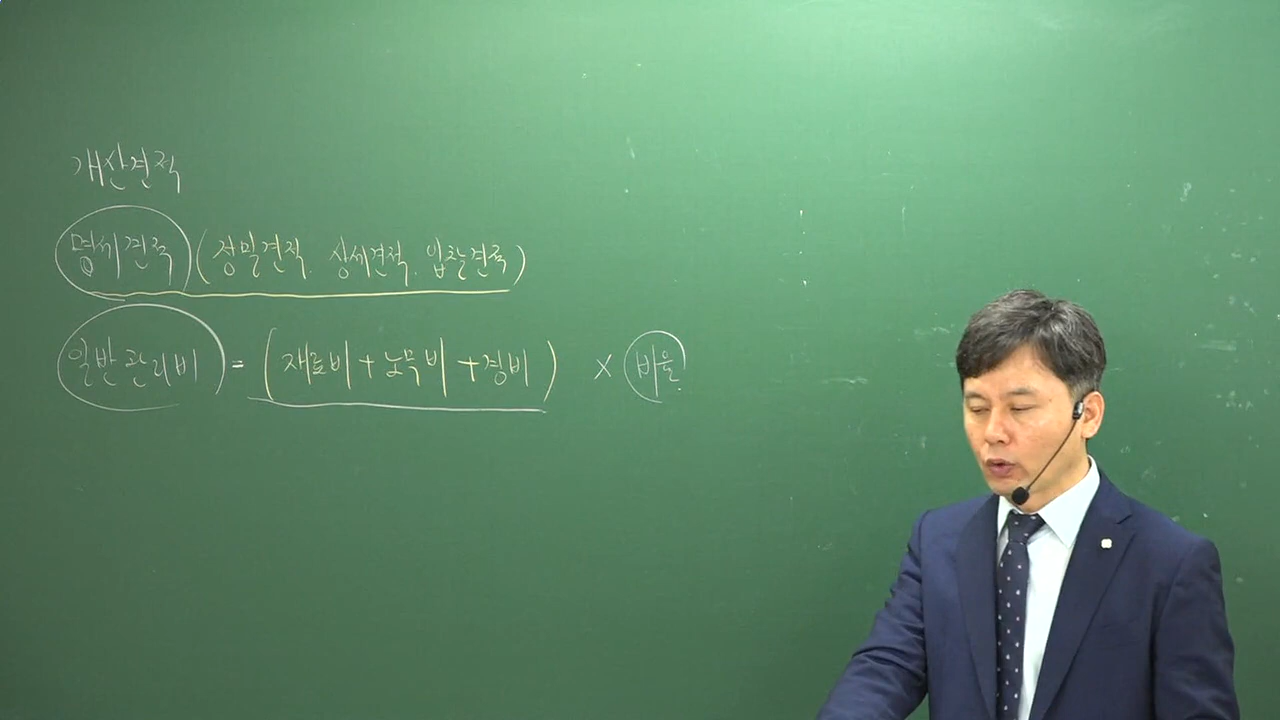 개산견적
명세견적 (정밀견적. 상세견적. 입찰견적)
일반관리비 = (재료비 + 노무비 + 경비) × 비율.